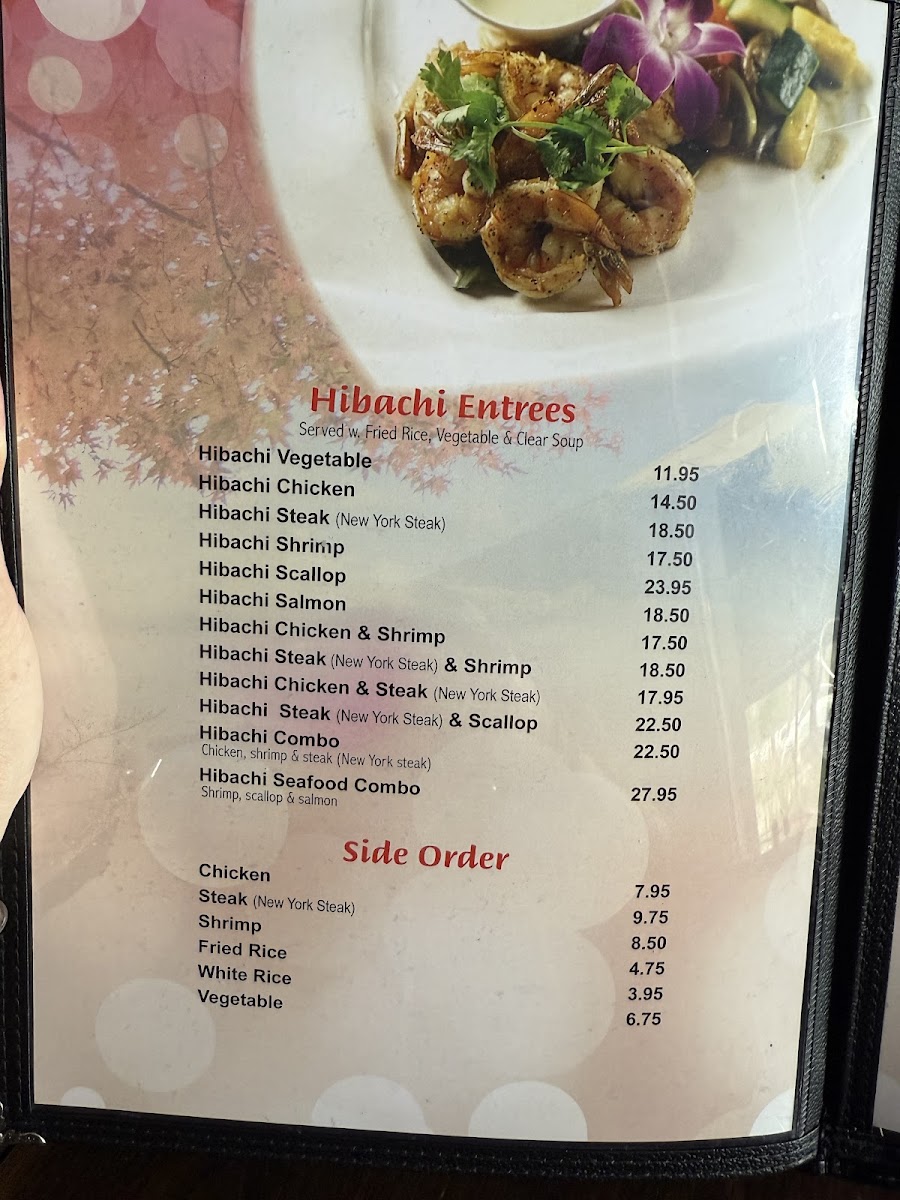 Hibachi Entrees
Served w. Fried Rice, Vegetable & Clear Soup
Hibachi Vegetable 11.95
Hibachi Chicken 14.50
Hibachi Steak (New York Steak) 18.50
Hibachi Shrimp 17.50
Hibachi Scallop 23.95
Hibachi Salmon 18.50
Hibachi Chicken & Shrimp 17.50
Hibachi Steak (New York Steak) & Shrimp 18.50
Hibachi Chicken & Steak (New York Steak) 17.95
Hibachi Steak (New York Steak) & Scallop 22.50
Hibachi Combo 22.50
Chicken, shrimp & steak (New York steak)
Hibachi Seafood Combo 27.95
Shrimp, scallop & salmon
Side Order
Chicken 7.95
Steak (New York Steak) 9.75
Shrimp 8.50
Fried Rice 4.75
White Rice 3.95
Vegetable 6.75